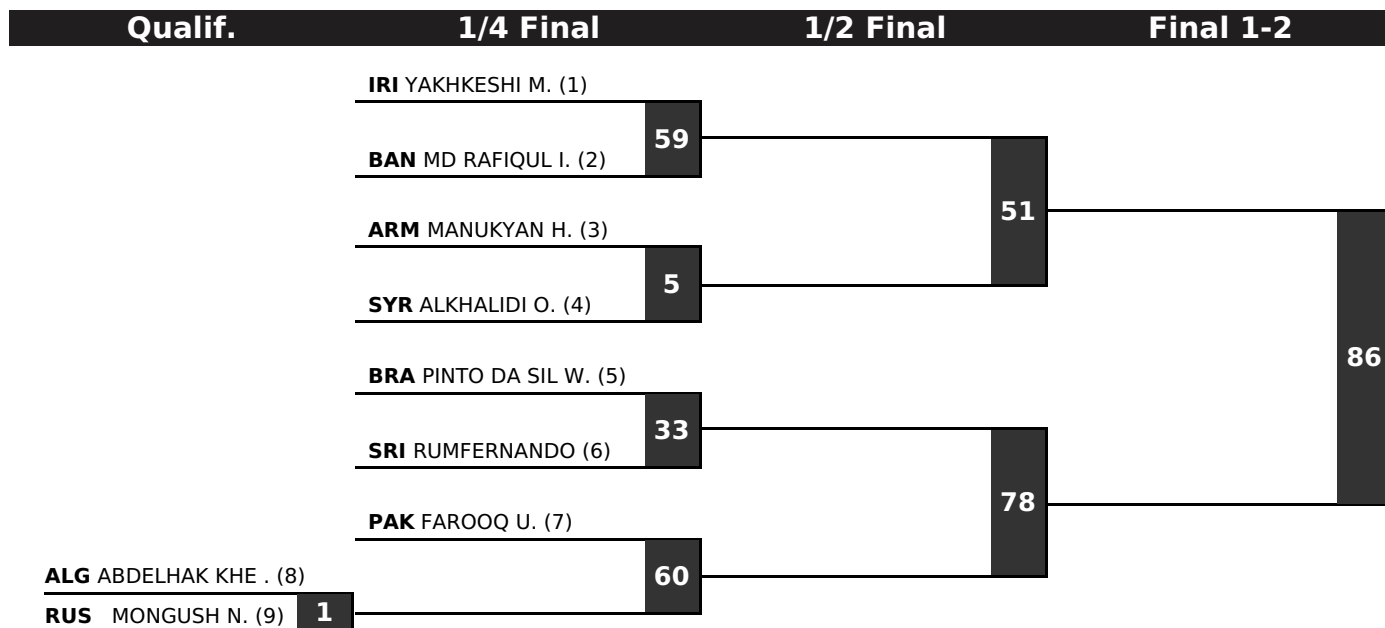 Qualif. 1/4 Final 1/2 Final Final 1-2
IRI YAKHKESHI M. (1)
59
BAN MD RAFIQUL I. (2)
51
ARM MANUKYAN H. (3)
5
SYR ALKHALIDI O. (4)
86
BRA PINTO DA SIL W. (5)
33
SRI RUMFERNANDO (6)
78
PAK FAROOQ U. (7)
60
ALG ABDELHAK KHE . (8)
RUS MONGUSH N. (9) 1